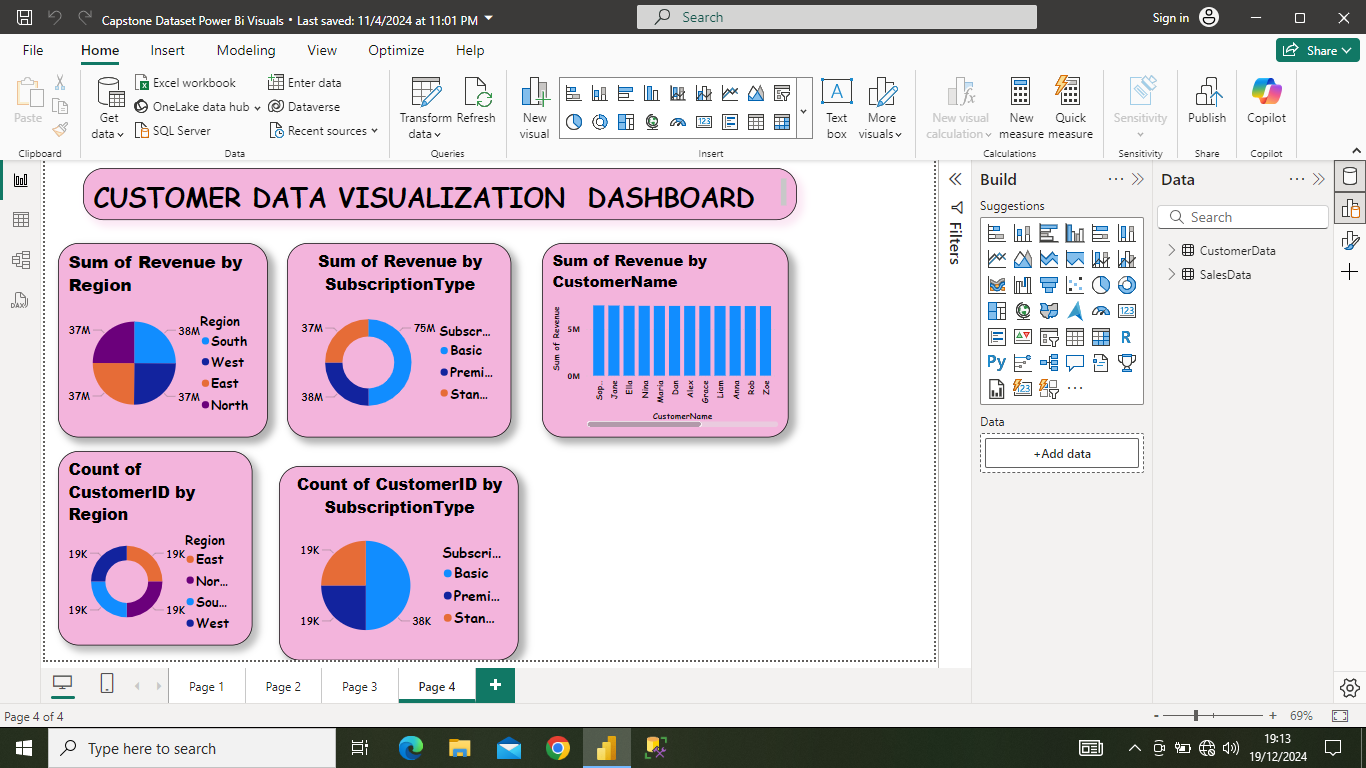 Capstone Dataset Power Bi Visuals • Last saved: 11/4/2024 at 11:01 PM
Search
Sign in
File
Home
Insert
Modeling
View
Optimize
Help
Share
Paste
Get data
Excel workbook
OneLake data hub
SQL Server
Enter data
Dataverse
Recent sources
Transform data
Refresh
New visual
Text box
More visuals
New visual calculation
New measure
Quick measure
Sensitivity
Publish
Copilot
Clipboard
Data
Queries
Insert
Calculations
Sensitivity
Share
Copilot
CUSTOMER DATA VISUALIZATION DASHBOARD
Sum of Revenue by
Region
37M
38M
37M
37M
Region
South
West
East
North
Sum of Revenue by
SubscriptionType
37M
75M
38M
Subscr...
Basic
Premi...
Stan...
Sum of Revenue by
CustomerName
Sum of Revenue
5M
0M
Sop...
Jane
Ella
Nina
Maria
Dan
Alex
Grace
Liam
Anna
Rob
Zoe
CustomerName
Count of
CustomerID by
Region
19K
19K
19K
19K
Region
East
Nor...
Sou...
West
Count of CustomerID by
SubscriptionType
19K
19K
38K
Subscri...
Basic
Premi...
Stan...
Filters
Build
Suggestions
123
R
Py
123
Data
+Add data
Data
Search
CustomerData
SalesData
DAX
Page 1
Page 2
Page 3
Page 4
Page 4 of 4
- + 69%
Type here to search
19:13
19/12/2024